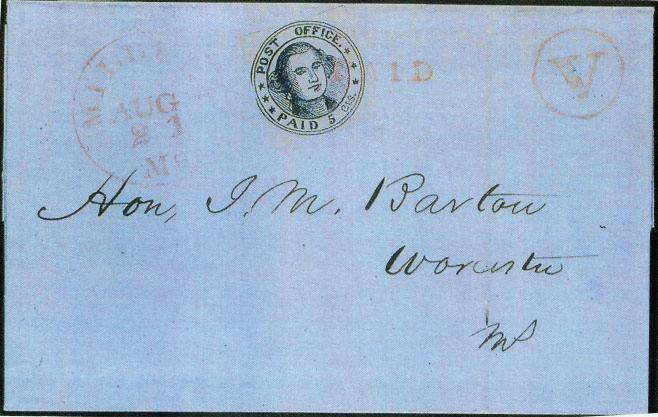 POST OFFICE.
PAID 5 cts.
PAID
V
AUG
21
Hon, I. M. Barton
Worcester
Ms